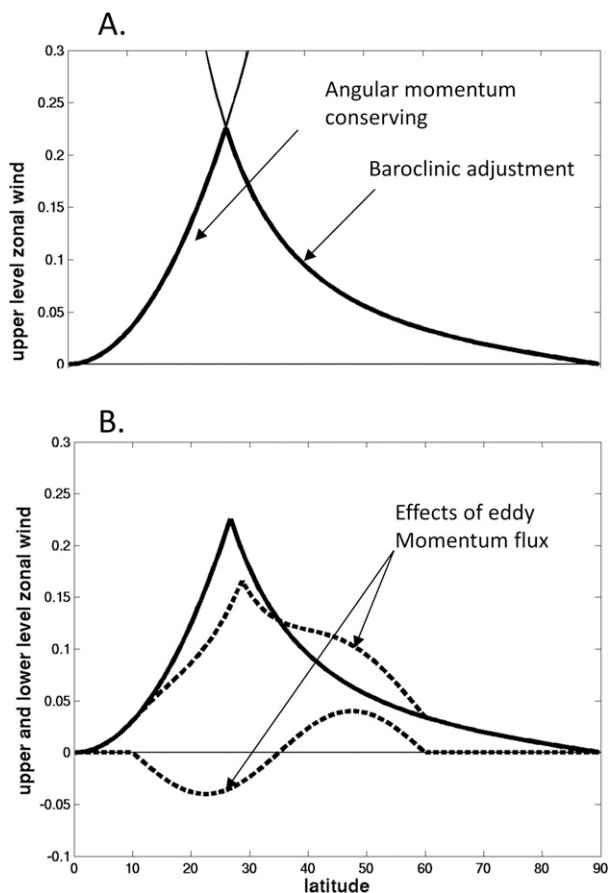 A.
0.3
0.25
0.2
0.15
0.1
0.05
0
upper level zonal wind
Angular momentum
conserving
Baroclinic adjustment
B.
0.3
0.25
0.2
0.15
0.1
0.05
0
-0.05
-0.1
upper and lower level zonal wind
Effects of eddy
Momentum flux
0 10 20 30 40 50 60 70 80 90
latitude